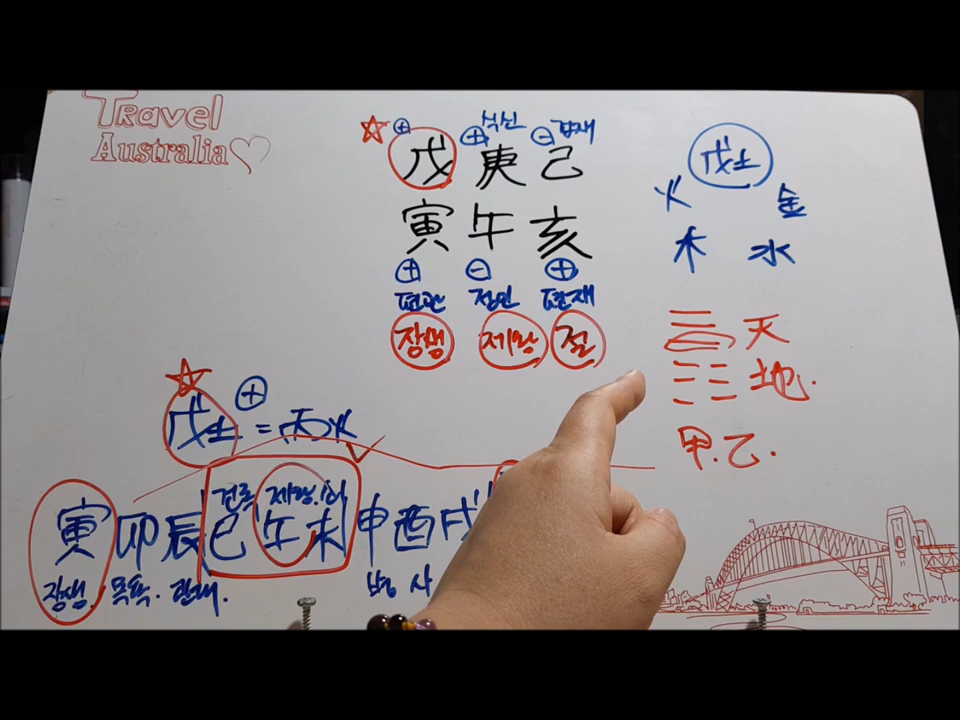 Travel
Australia
⊕ ⊕식신 ⊖겁재
戊 庚 己
寅 午 亥
⊕ ⊖ ⊕
편관 정인 편재
장생 제왕 절
戊土
火 金
木 水
三 天
地.
甲.乙.
戊土 ⊕ = 丙火
건록 제왕.쇠
寅 卯 辰 巳 午 未 申 酉 戌
장생. 목욕. 관대. 병 사